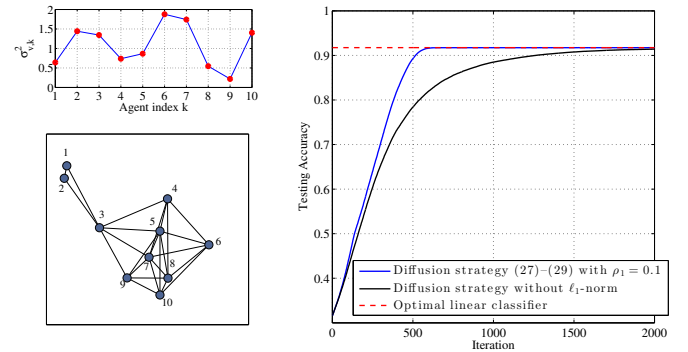 2
1.5
1
0.5
0
σ²ᵥ,ₖ
1 2 3 4 5 6 7 8 9 10
Agent index k
1
2
3
4
5
6
7
8
9
10
1
0.9
0.8
0.7
0.6
0.5
0.4
Testing Accuracy
0 500 1000 1500 2000
Iteration
Diffusion strategy (27)–(29) with ρ₁ = 0.1
Diffusion strategy without ℓ₁-norm
Optimal linear classifier